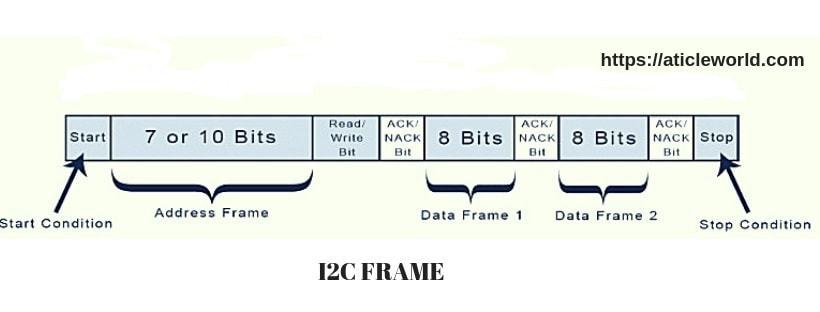 https://aticleworld.com
Start
7 or 10 Bits
Read/
Write
Bit
ACK/
NACK
Bit
8 Bits
ACK/
NACK
Bit
8 Bits
ACK/
NACK
Bit
Stop
Start Condition
Address Frame
Data Frame 1
Data Frame 2
Stop Condition
I2C FRAME